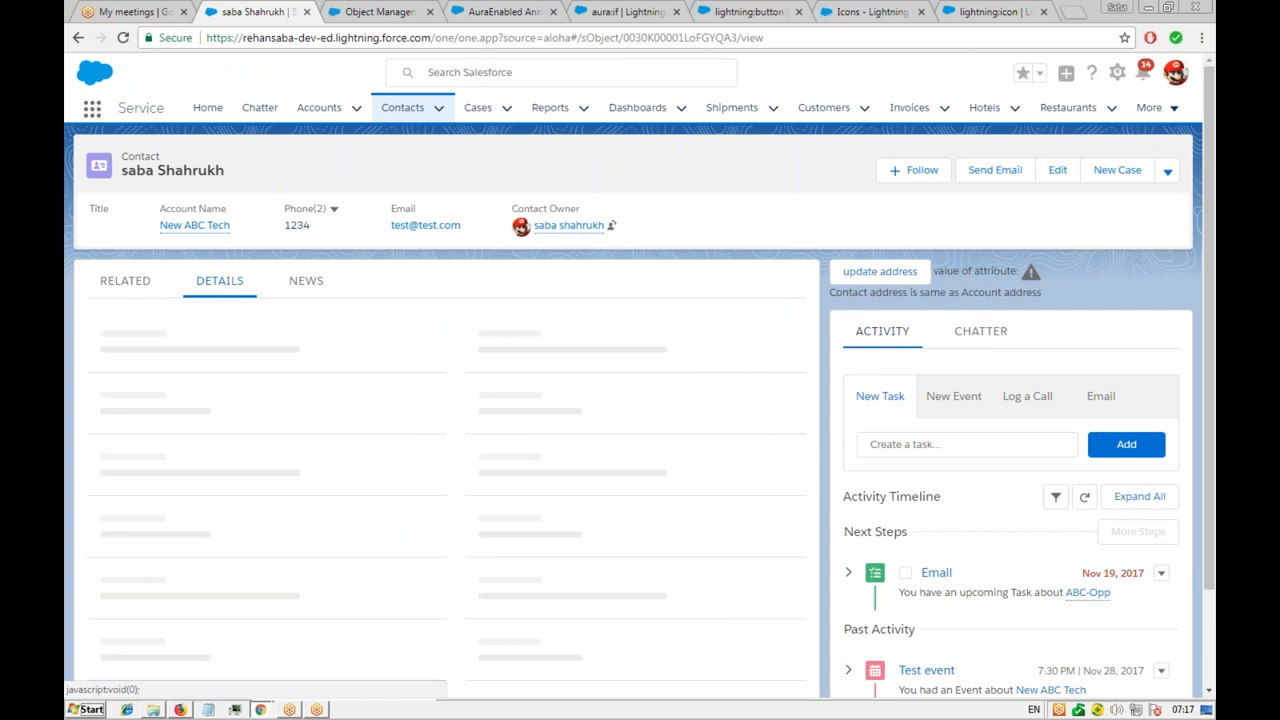 My meetings | Go
saba Shahrukh | S
Object Manager
AuraEnabled Ann
aura:if | Lightning
lightning:button |
Icons - Lightning
lightning:icon | Li
Saba
Secure
https://rehansaba-dev-ed.lightning.force.com/one/one.app?source=aloha#/sObject/0030K00001LoFGYQA3/view
Search Salesforce
14
Service
Home
Chatter
Accounts
Contacts
Cases
Reports
Dashboards
Shipments
Customers
Invoices
Hotels
Restaurants
More
Contact
saba Shahrukh
+ Follow
Send Email
Edit
New Case
Title
Account Name
Phone(2)
Email
Contact Owner
New ABC Tech
1234
test@test.com
saba shahrukh
RELATED
DETAILS
NEWS
update address
value of attribute:
Contact address is same as Account address
ACTIVITY
CHATTER
New Task
New Event
Log a Call
Email
Create a task...
Add
Activity Timeline
Expand All
Next Steps
More Steps
Email
Nov 19, 2017
You have an upcoming Task about ABC-Opp
Past Activity
Test event
7:30 PM | Nov 28, 2017
You had an Event about New ABC Tech
javascript:void(0);
Start
EN
07:17